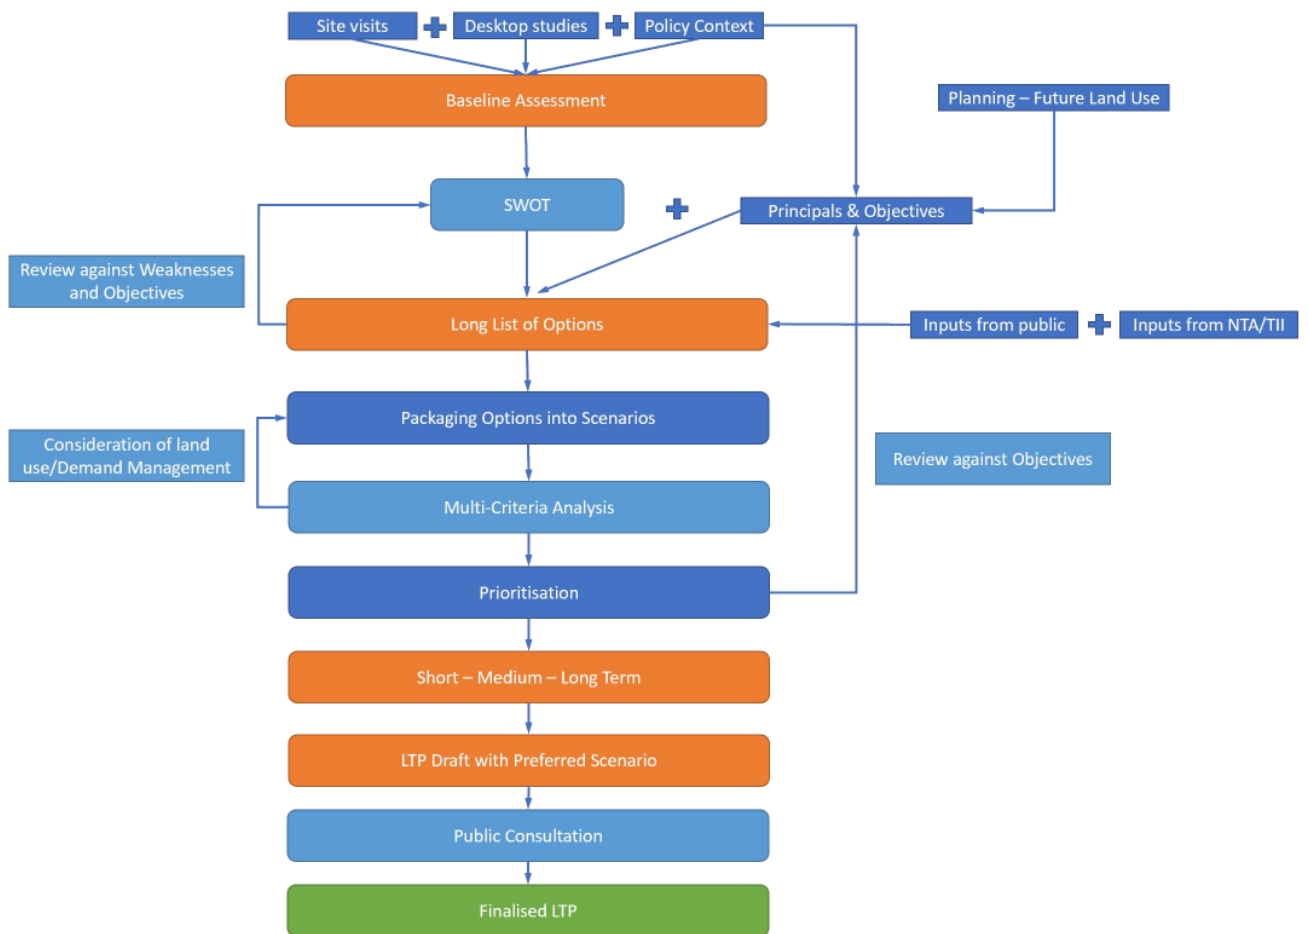 Site visits
Desktop studies
Policy Context
Baseline Assessment
Planning – Future Land Use
SWOT
Principals & Objectives
Review against Weaknesses
and Objectives
Long List of Options
Inputs from public
Inputs from NTA/TII
Packaging Options into Scenarios
Consideration of land
use/Demand Management
Review against Objectives
Multi-Criteria Analysis
Prioritisation
Short – Medium – Long Term
LTP Draft with Preferred Scenario
Public Consultation
Finalised LTP